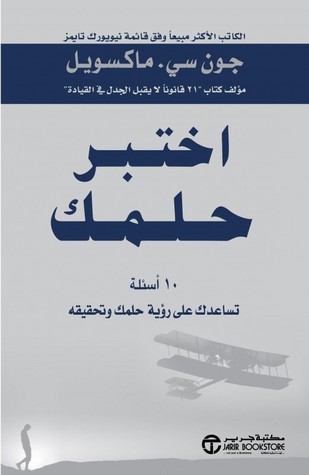 الكاتب الأكثر مبيعاً وفق قائمة نيويورك تايمز
جون سي. ماكسويل
مؤلف كتاب "٢١ قانوناً لا يقبل الجدل في القيادة"
اختبر
حلمك
١٠ أسئلة
تساعدك على رؤية حلمك وتحقيقه
مكتبة جرير
JARIR BOOKSTORE